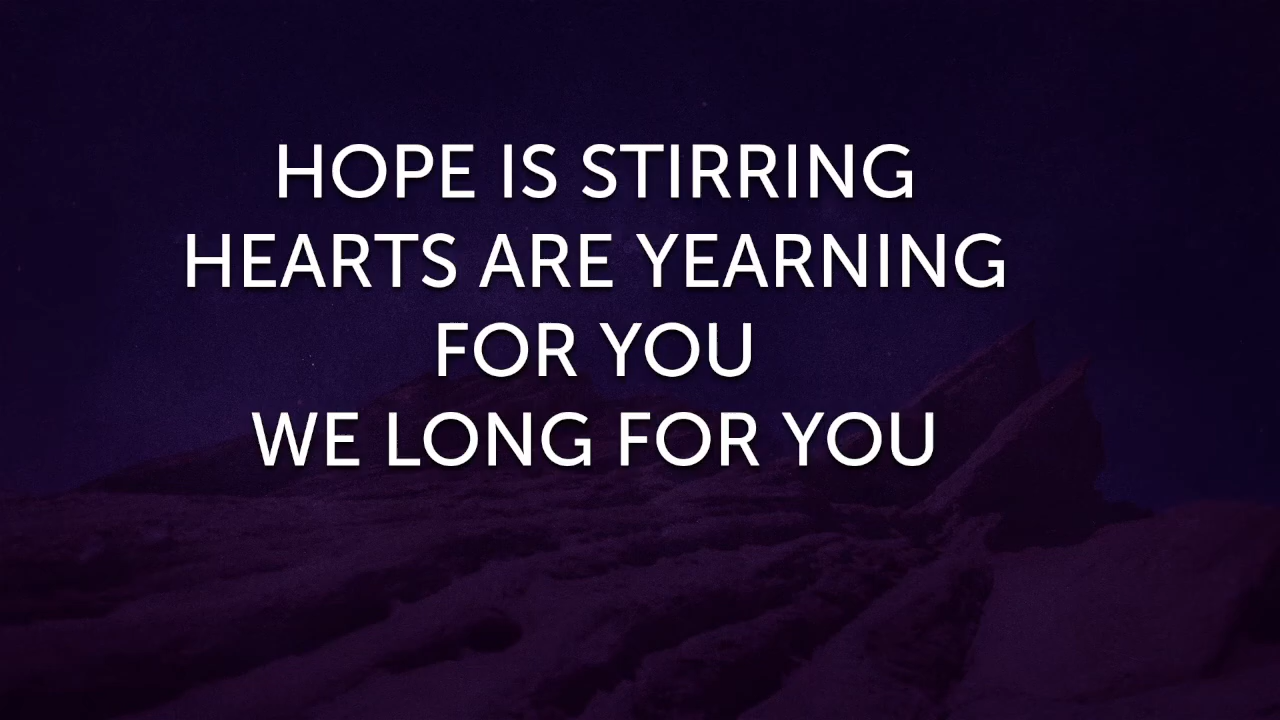 HOPE IS STIRRING
HEARTS ARE YEARNING
FOR YOU
WE LONG FOR YOU